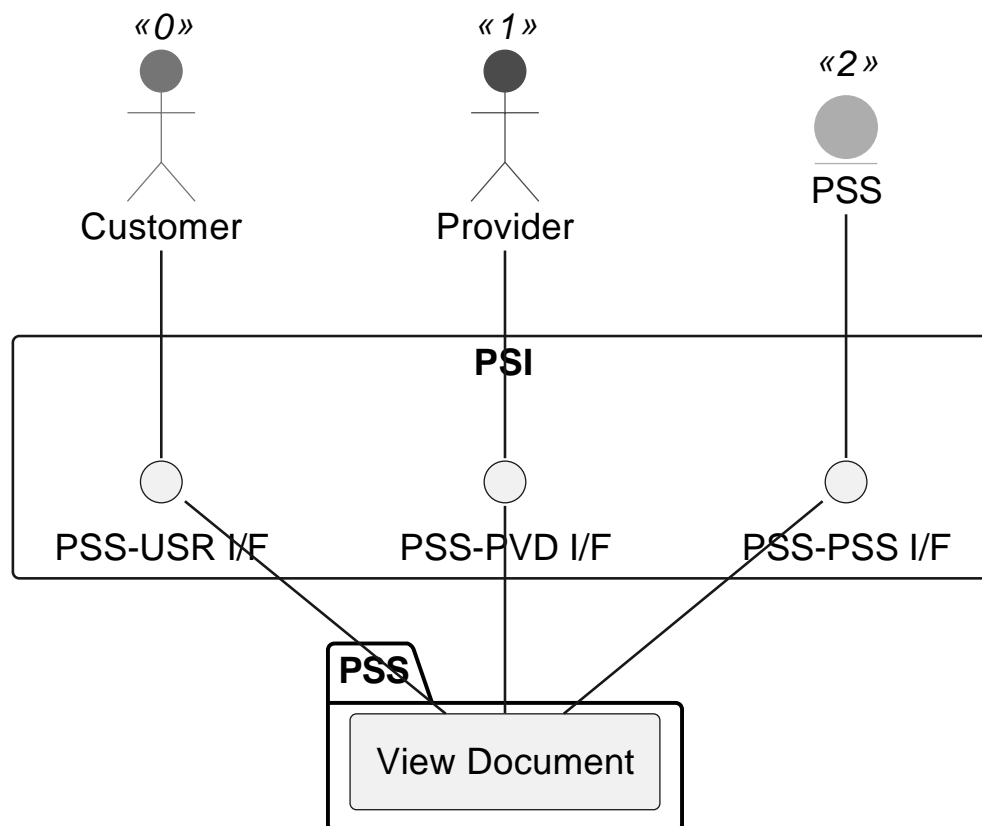 «0»
«1»
«2»
Customer
Provider
PSS
PSI
PSS-USR I/F
PSS-PVD I/F
PSS-PSS I/F
PSS
View Document